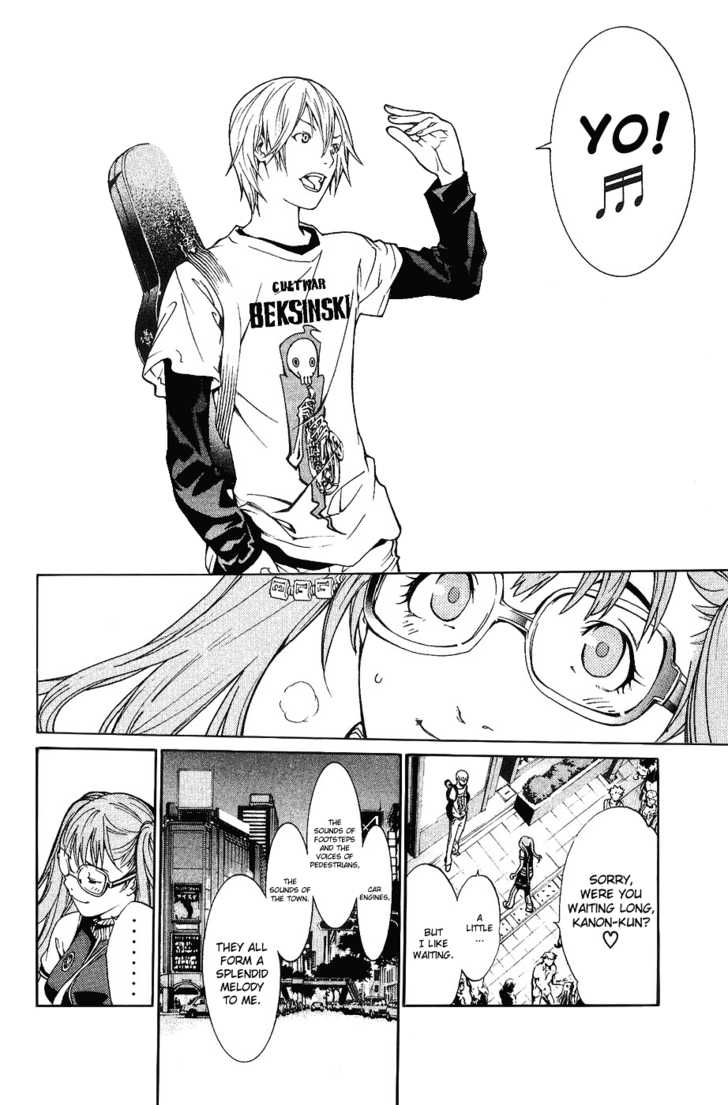 YO!
CULTWAR
BEKSINSKI
SORRY,
WERE YOU
WAITING LONG,
KANON-KUN?
A
LITTLE
...
BUT
I LIKE
WAITING.
THE
SOUNDS OF
FOOTSTEPS
AND THE
VOICES OF
PEDESTRIANS,
CAR
ENGINES,
THE
SOUNDS OF
THE TOWN.
THEY ALL
FORM A
SPLENDID
MELODY
TO ME.
........